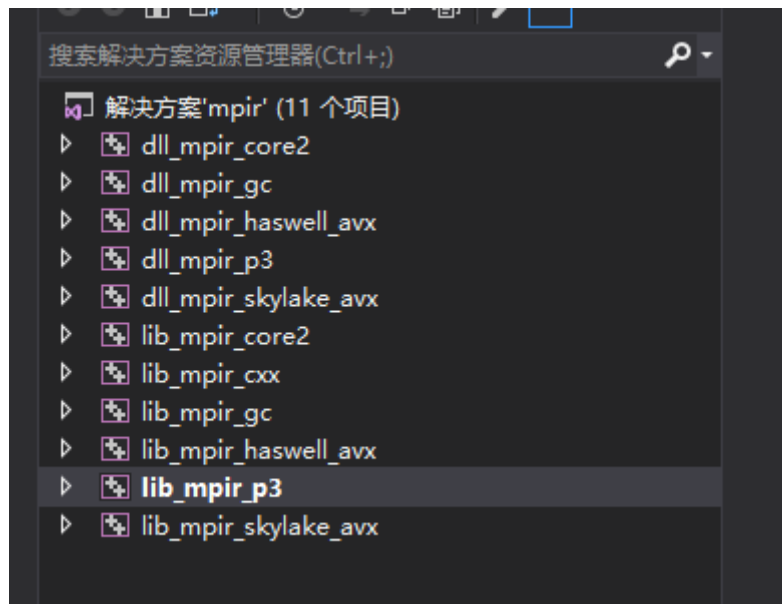 搜索解决方案资源管理器(Ctrl+;)
解决方案'mpir' (11 个项目)
dll_mpir_core2
dll_mpir_gc
dll_mpir_haswell_avx
dll_mpir_p3
dll_mpir_skylake_avx
lib_mpir_core2
lib_mpir_cxx
lib_mpir_gc
lib_mpir_haswell_avx
lib_mpir_p3
lib_mpir_skylake_avx